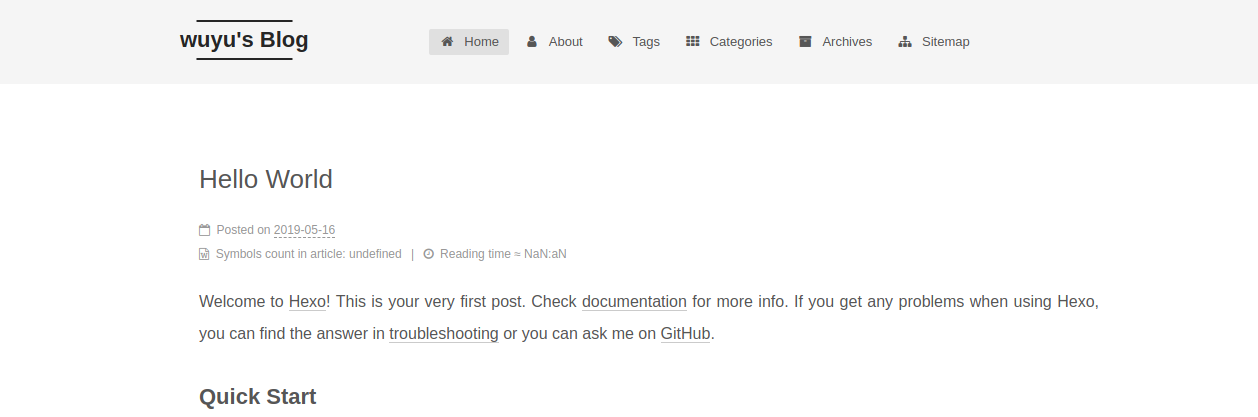 wuyu's Blog
Home About Tags Categories Archives Sitemap
Hello World
Posted on 2019-05-16
Symbols count in article: undefined | Reading time ≈ NaN:aN
Welcome to Hexo! This is your very first post. Check documentation for more info. If you get any problems when using Hexo,
you can find the answer in troubleshooting or you can ask me on GitHub.
Quick Start